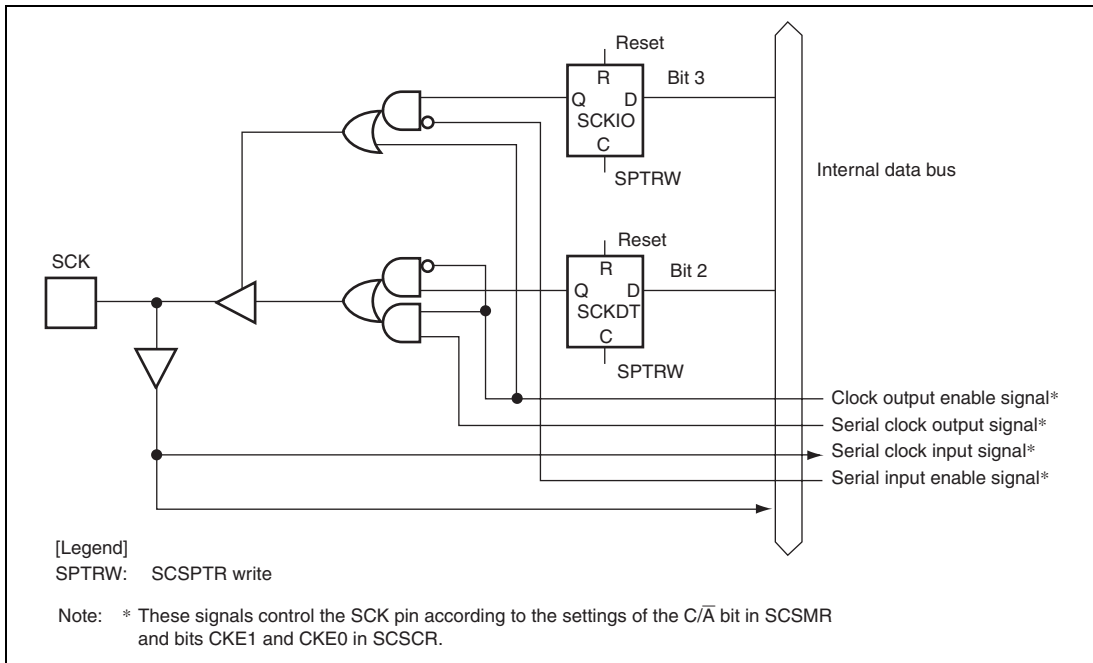 Reset
R
Bit 3
Q
D
SCKIO
C
SPTRW
Internal data bus
Reset
SCK
R
Bit 2
Q
D
SCKDT
C
SPTRW
Clock output enable signal*
Serial clock output signal*
Serial clock input signal*
Serial input enable signal*
[Legend]
SPTRW: SCSPTR write
Note: * These signals control the SCK pin according to the settings of the C/A̅ bit in SCSMR
and bits CKE1 and CKE0 in SCSCR.